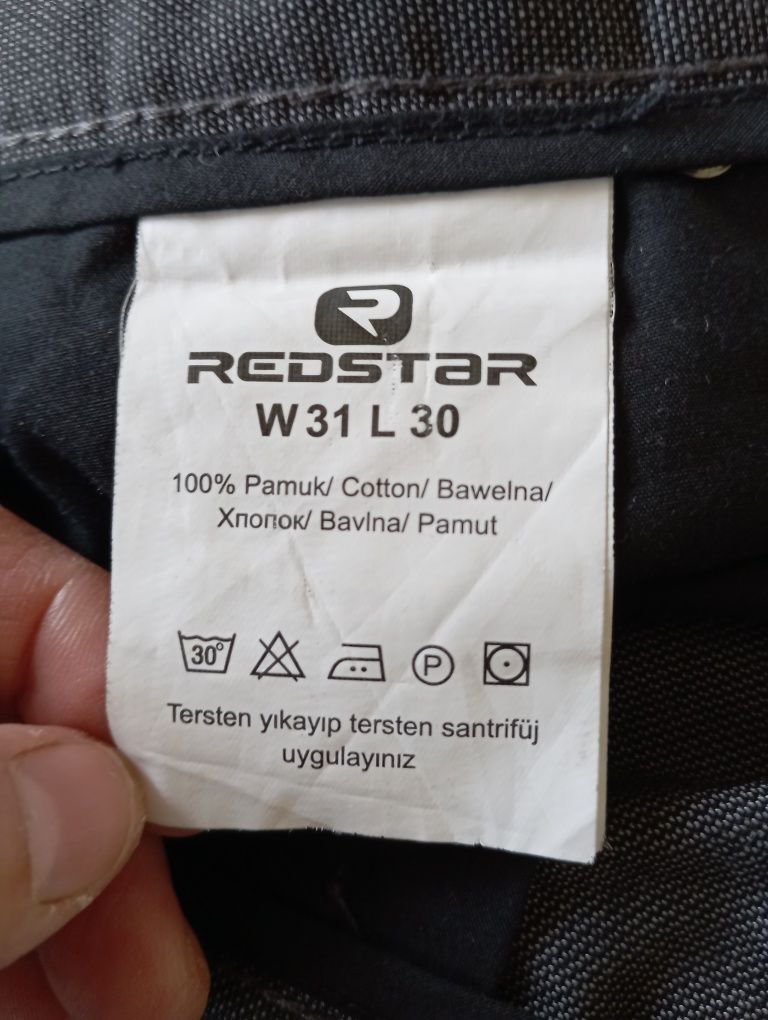 R
REDSTAR
W 31 L 30
100% Pamuk/ Cotton/ Bawelna/
Хпопок/ Bavlna/ Pamut
30°
P
Tersten yıkayıp tersten santrifüj
uygulayınız